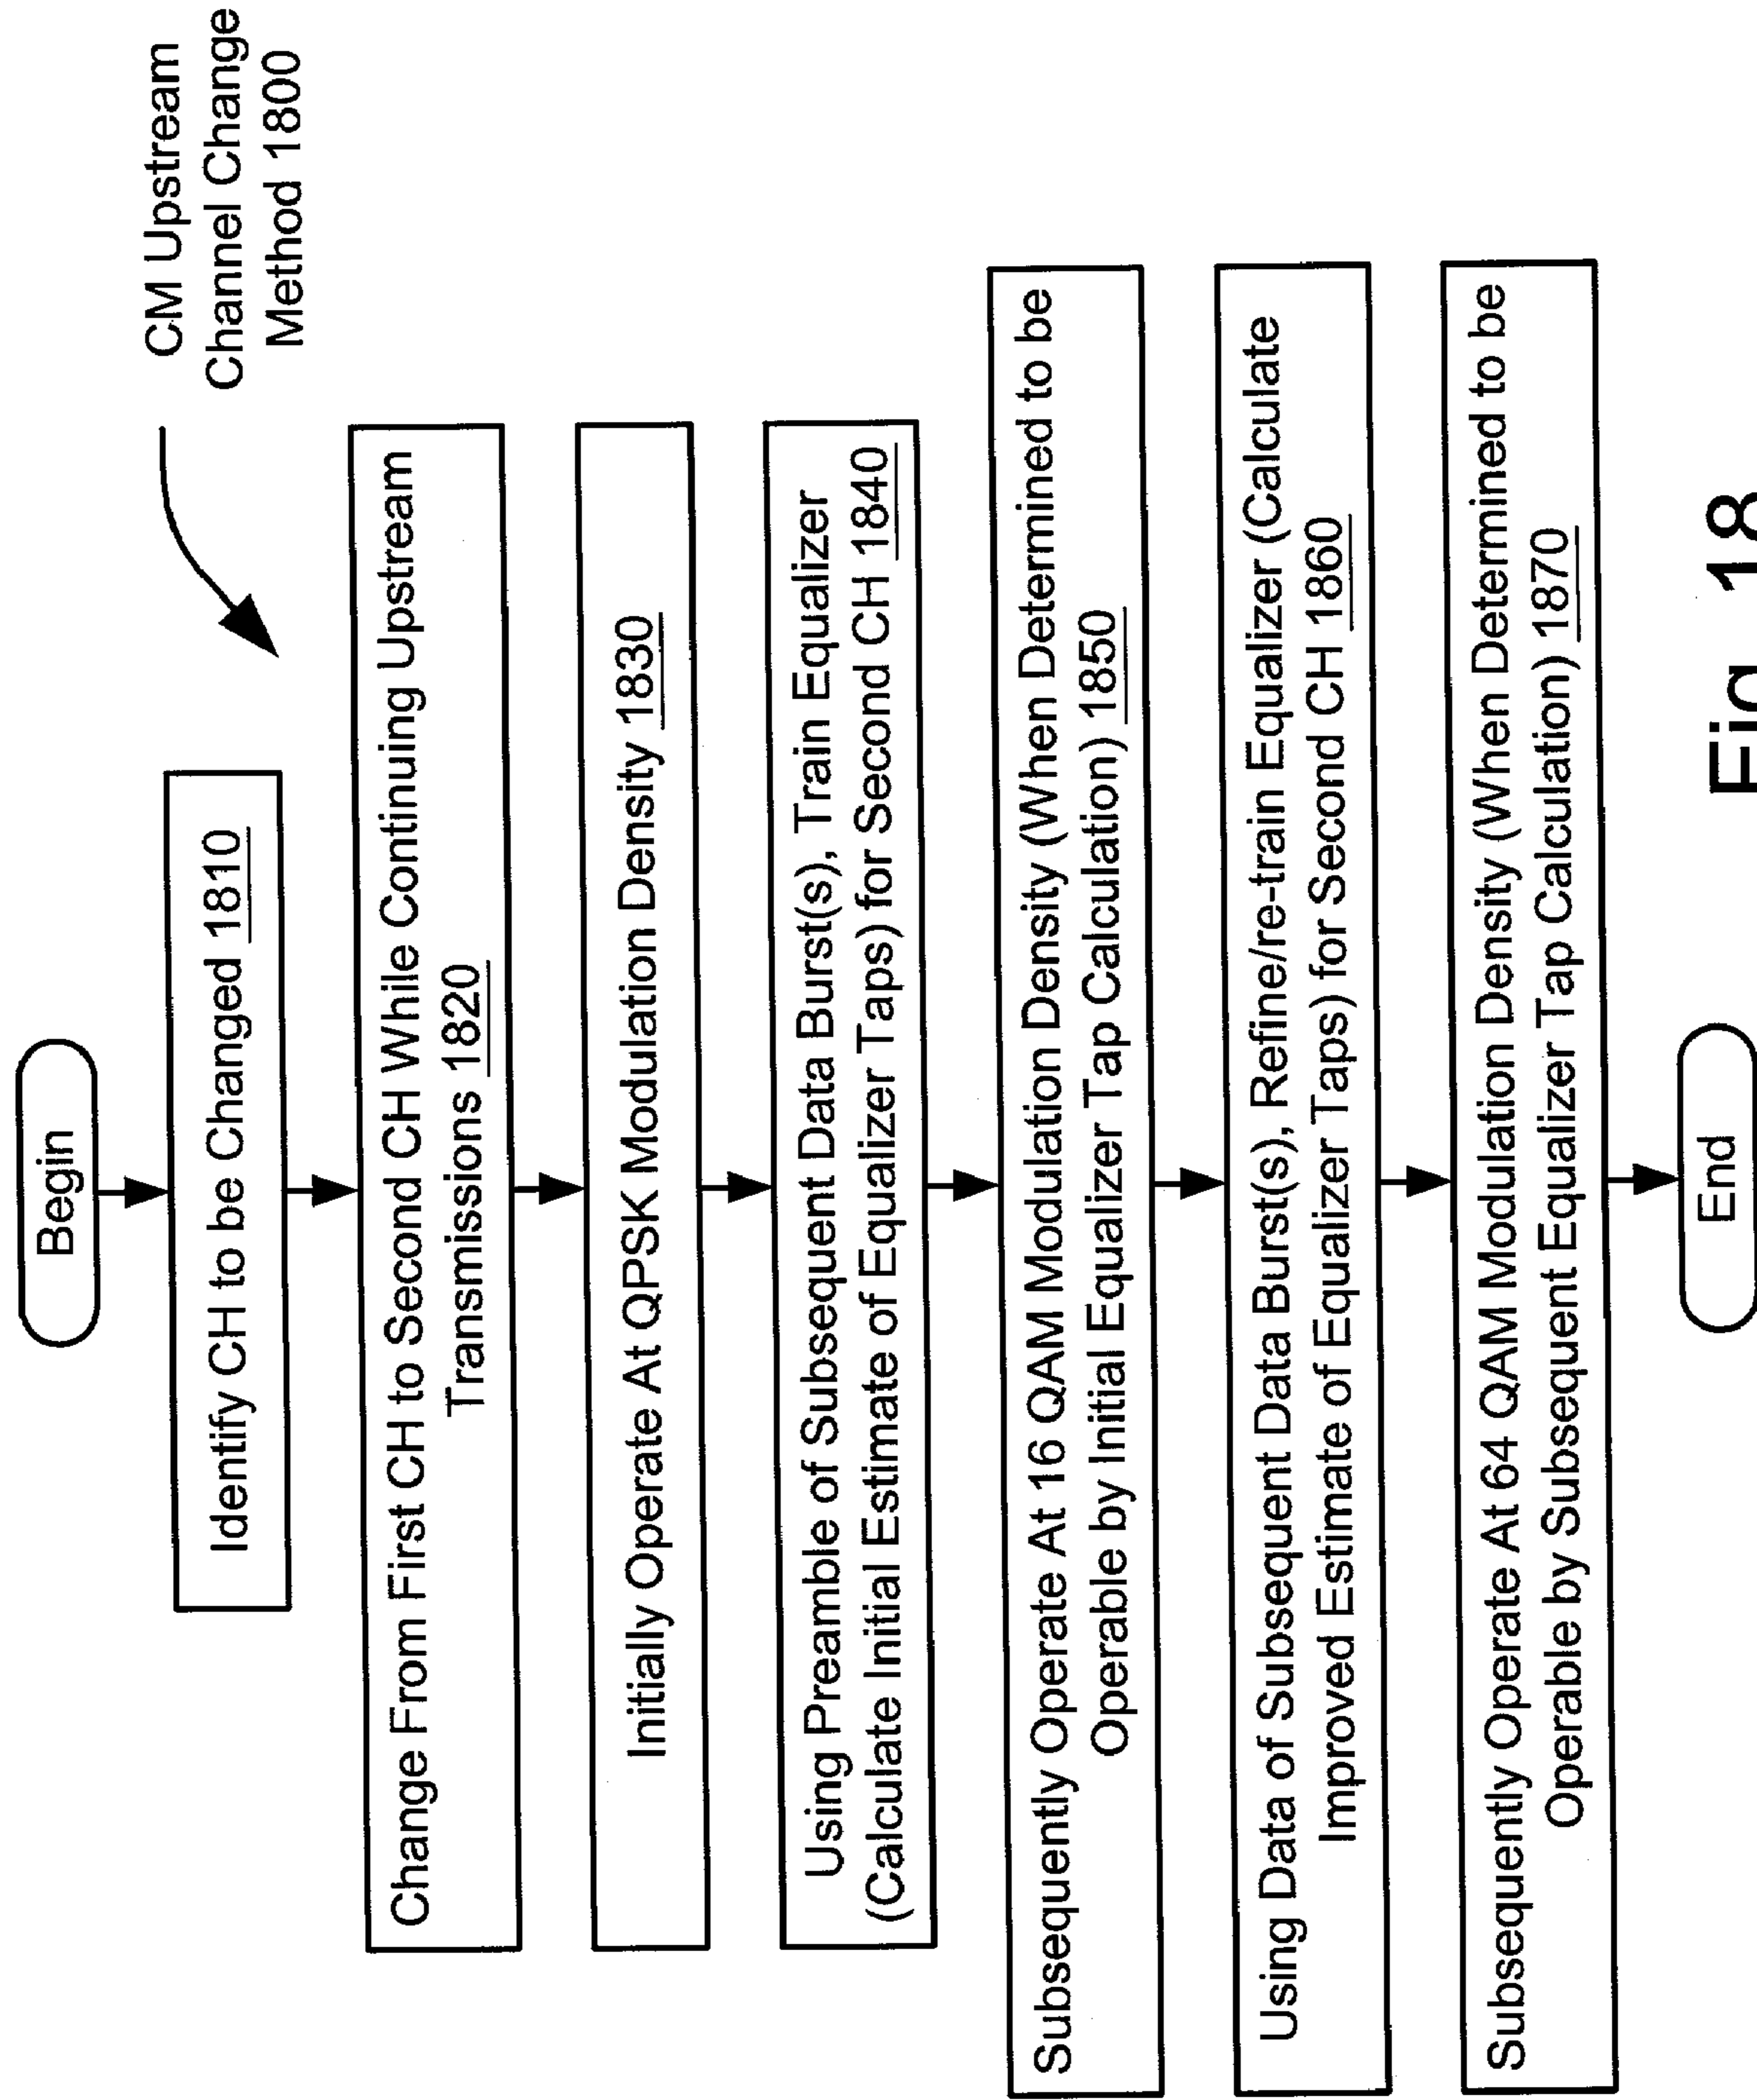 Begin
CM Upstream
Channel Change
Method 1800
Identify CH to be Changed 1810
Change From First CH to Second CH While Continuing Upstream
Transmissions 1820
Initially Operate At QPSK Modulation Density 1830
Using Preamble of Subsequent Data Burst(s), Train Equalizer
(Calculate Initial Estimate of Equalizer Taps) for Second CH 1840
Subsequently Operate At 16 QAM Modulation Density (When Determined to be
Operable by Initial Equalizer Tap Calculation) 1850
Using Data of Subsequent Data Burst(s), Refine/re-train Equalizer (Calculate
Improved Estimate of Equalizer Taps) for Second CH 1860
Subsequently Operate At 64 QAM Modulation Density (When Determined to be
Operable by Subsequent Equalizer Tap Calculation) 1870
End
Fig. 18